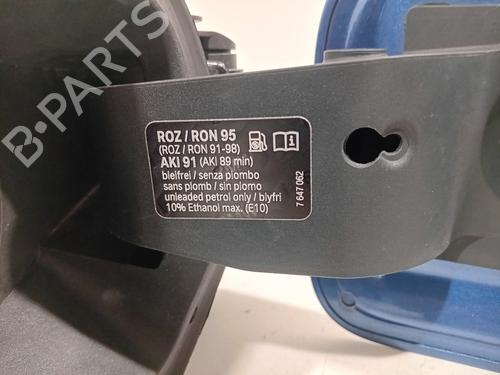 ROZ / RON 95
(ROZ / RON 91-98)
AKI 91 (AKI 89 min)
bleifrei / senza piombo
sans plomb / sin plomo
unleaded petrol only / blyfri
10% Ethanol max. (E10)
7 647 062
B-PARTS